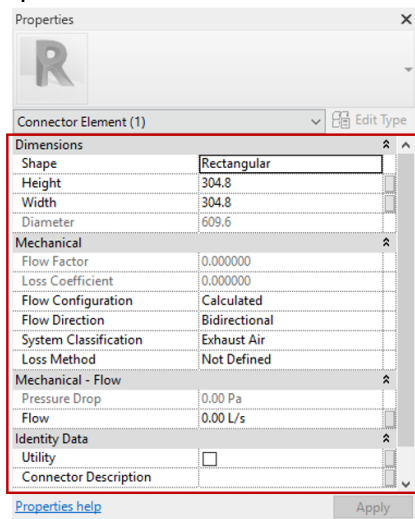 Properties
R
Connector Element (1) Edit Type
Dimensions
Shape Rectangular
Height 304.8
Width 304.8
Diameter 609.6
Mechanical
Flow Factor 0.000000
Loss Coefficient 0.000000
Flow Configuration Calculated
Flow Direction Bidirectional
System Classification Exhaust Air
Loss Method Not Defined
Mechanical - Flow
Pressure Drop 0.00 Pa
Flow 0.00 L/s
Identity Data
Utility
Connector Description
Properties help Apply